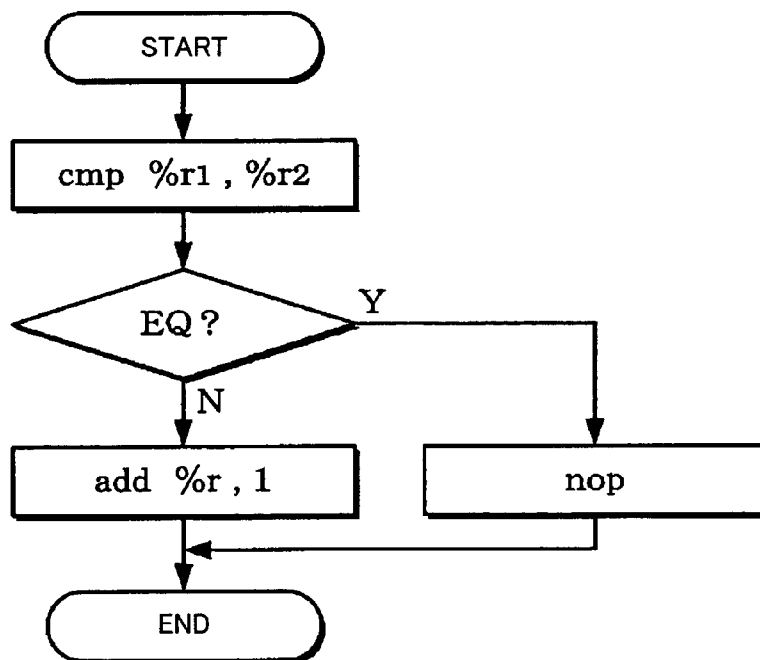 START
cmp %r1 , %r2
EQ ?
Y
N
add %r , 1
nop
END